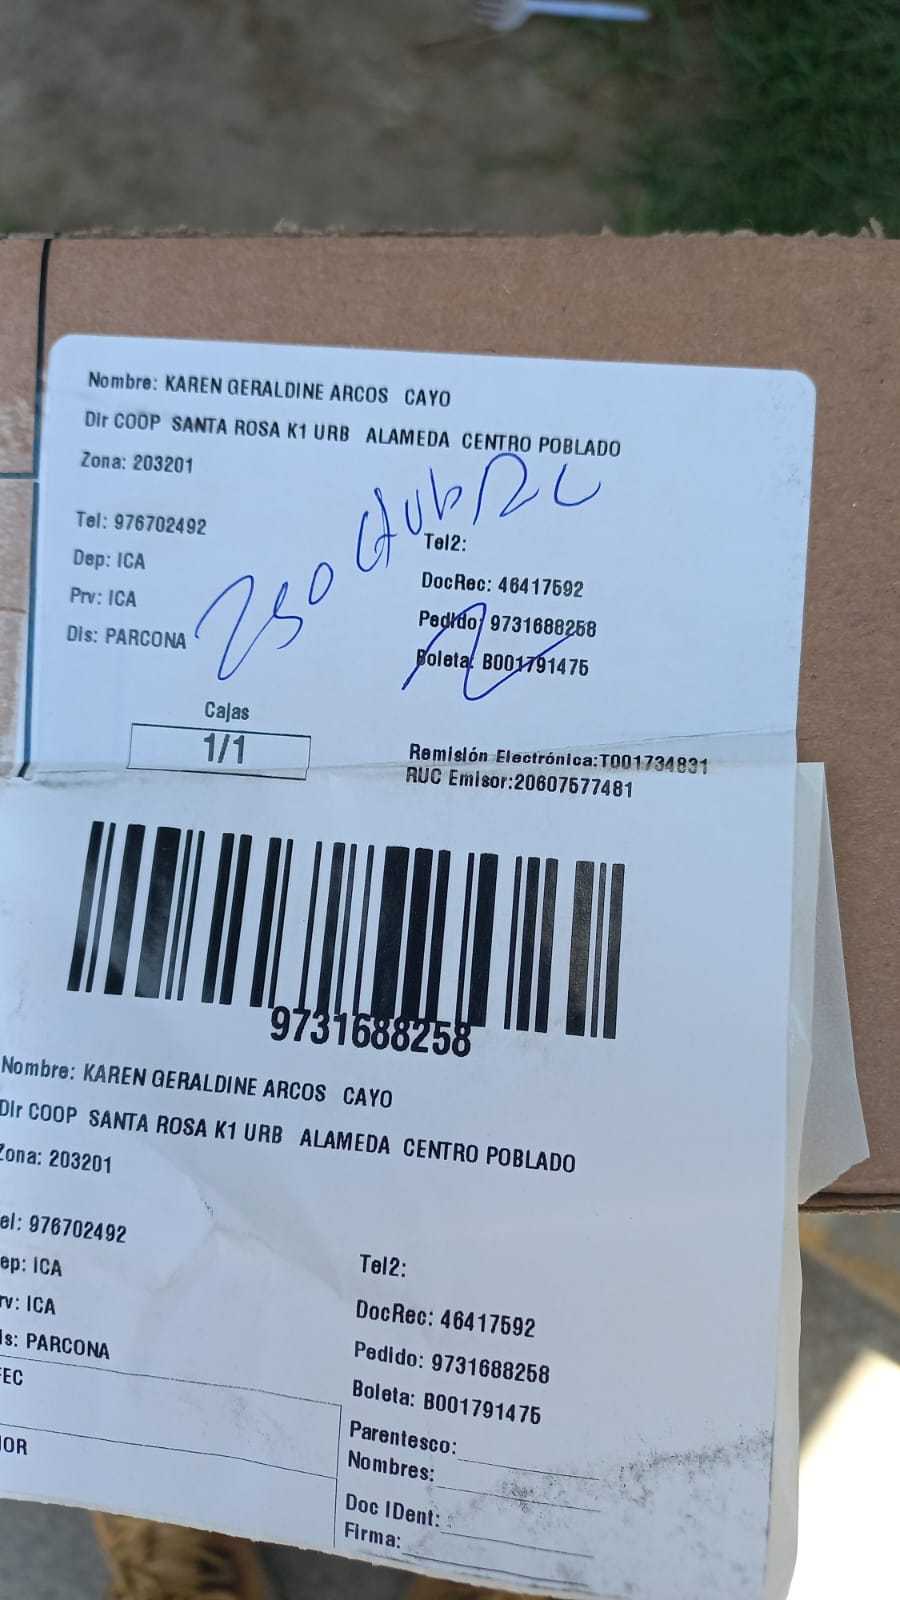 Nombre: KAREN GERALDINE ARCOS CAYO
Dir COOP SANTA ROSA K1 URB ALAMEDA CENTRO POBLADO
Zona: 203201
Tel: 976702492
Tel2:
Dep: ICA
DocRec: 46417592
Prv: ICA
Pedido: 9731688258
Dis: PARCONA
Boleta: B001791475
Cajas
1/1
Remisión Electrónica:T001734831
RUC Emisor:20607577481
9731688258
Nombre: KAREN GERALDINE ARCOS CAYO
Dir COOP SANTA ROSA K1 URB ALAMEDA CENTRO POBLADO
Zona: 203201
el: 976702492
Tel2:
ep: ICA
DocRec: 46417592
rv: ICA
Pedido: 9731688258
is: PARCONA
Boleta: B001791475
FEC
Parentesco:
Nombres:
IOR
Doc IDent:
Firma: